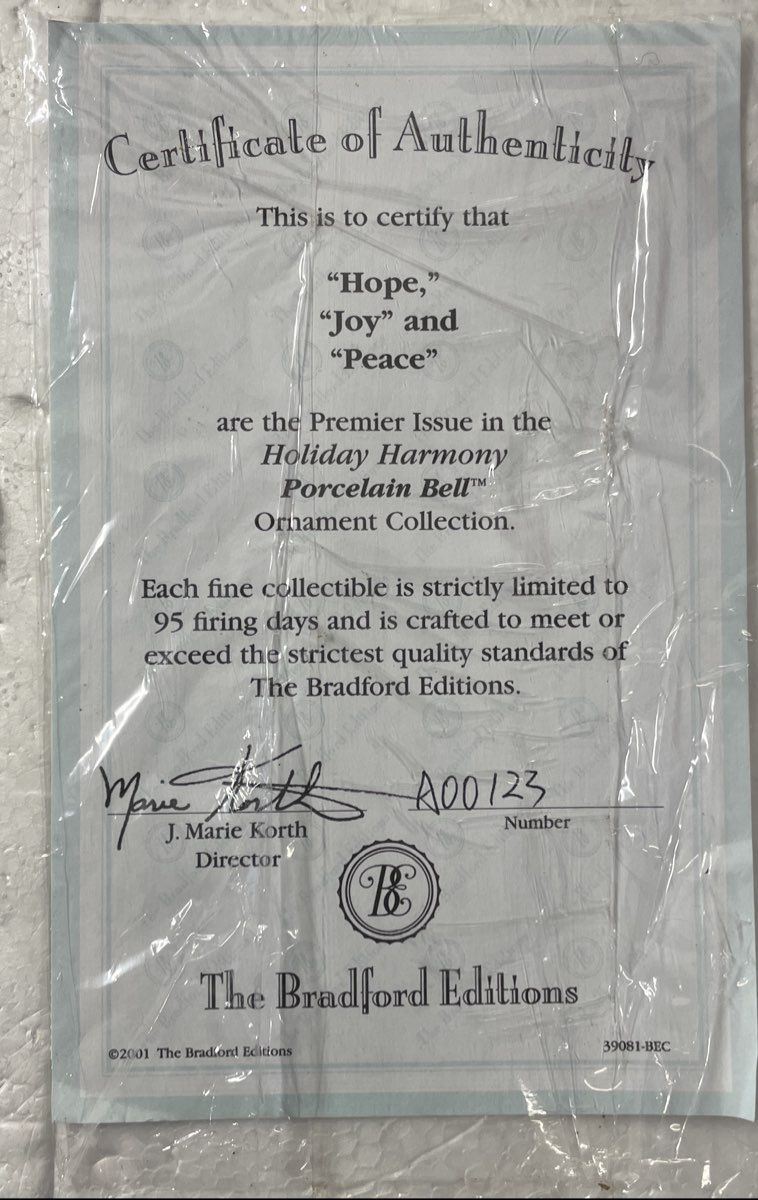 Certificate of Authenticity
This is to certify that
“Hope,”
“Joy” and
“Peace”
are the Premier Issue in the
Holiday Harmony
Porcelain Bell™
Ornament Collection.
Each fine collectible is strictly limited to
95 firing days and is crafted to meet or
exceed the strictest quality standards of
The Bradford Editions.
Marie Korth A00123
J. Marie Korth Number
Director
BE
The Bradford Editions
©2001 The Bradford Editions 39081-BEC